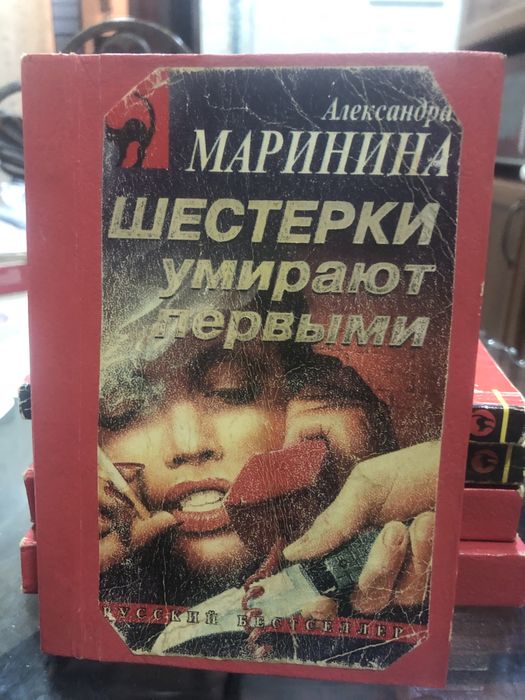 Александра
МАРИНИНА
ШЕСТЕРКИ
умирают
первыми
РУССКИЙ БЕСТСЕЛЛЕР